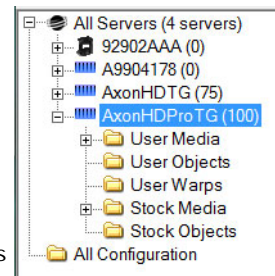 All Servers (4 servers)
92902AAA (0)
A9904178 (0)
AxonHDTG (75)
AxonHDProTG (100)
User Media
User Objects
User Warps
Stock Media
Stock Objects
s
All Configuration